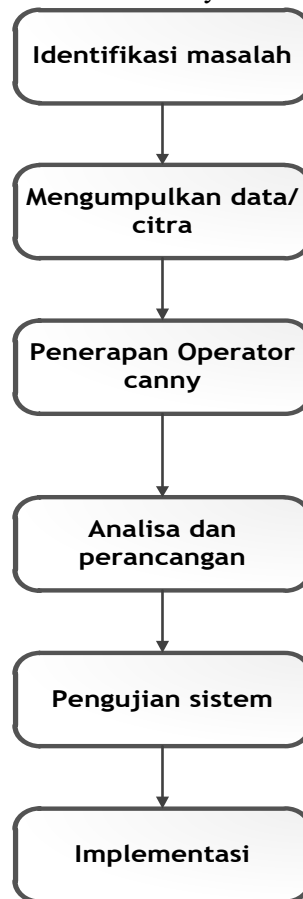 Identifikasi masalah
Mengumpulkan data/
citra
Penerapan Operator
canny
Analisa dan
perancangan
Pengujian sistem
Implementasi